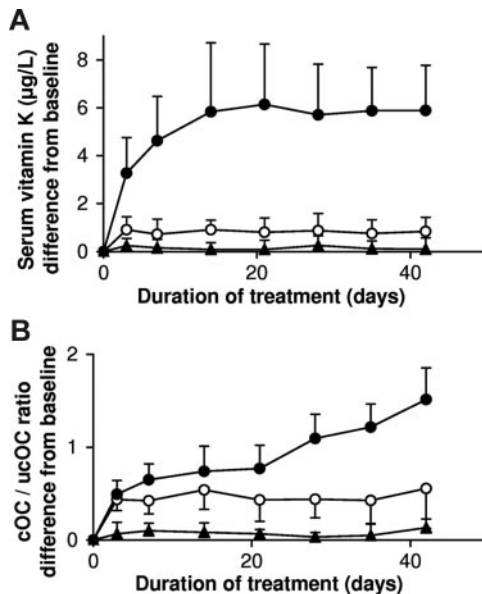 A
Serum vitamin K (µg/L)
difference from baseline
8
6
4
2
0
0 20 40
Duration of treatment (days)
B
cOC / ucOC ratio
difference from baseline
2
1
0
0 20 40
Duration of treatment (days)